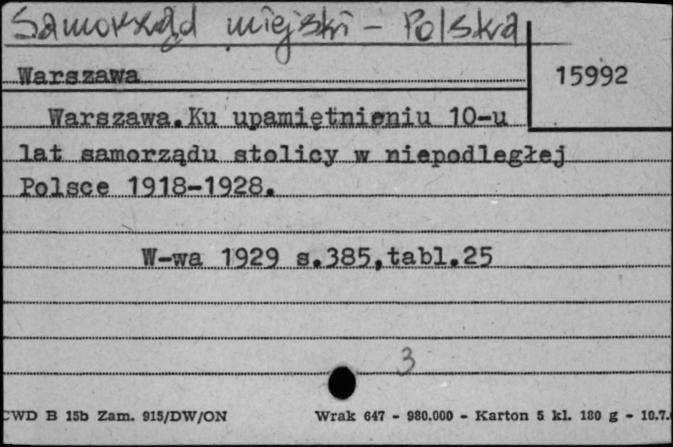 Samorząd miejski - Polska
Warszawa
15992
Warszawa.Ku upamiętnieniu 10-u
lat samorządu stolicy w niepodległej
Polsce 1918-1928.
W-wa 1929 s.385,tabl.25
3
CWD B 15b Zam. 915/DW/ON
Wrak 647 - 980.000 - Karton 5 kl. 180 g - 10.7.